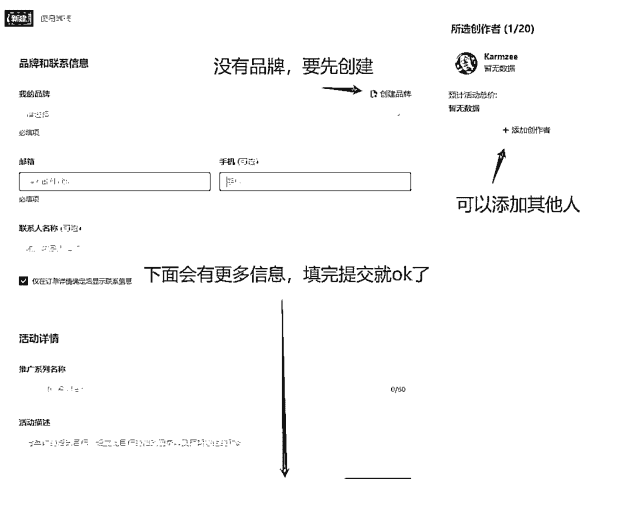 新建
所选创作者 (1/20)
品牌和联系信息
没有品牌，要先创建
Karmzee
暂无数据
我的品牌
创建品牌
预计活动总价:
暂无数据
必填项
+ 添加创作者
邮箱
手机 (可选)
必填项
可以添加其他人
联系人名称 (可选)
下面会有更多信息，填完提交就ok了
活动详情
推广系列名称
0/50
活动描述